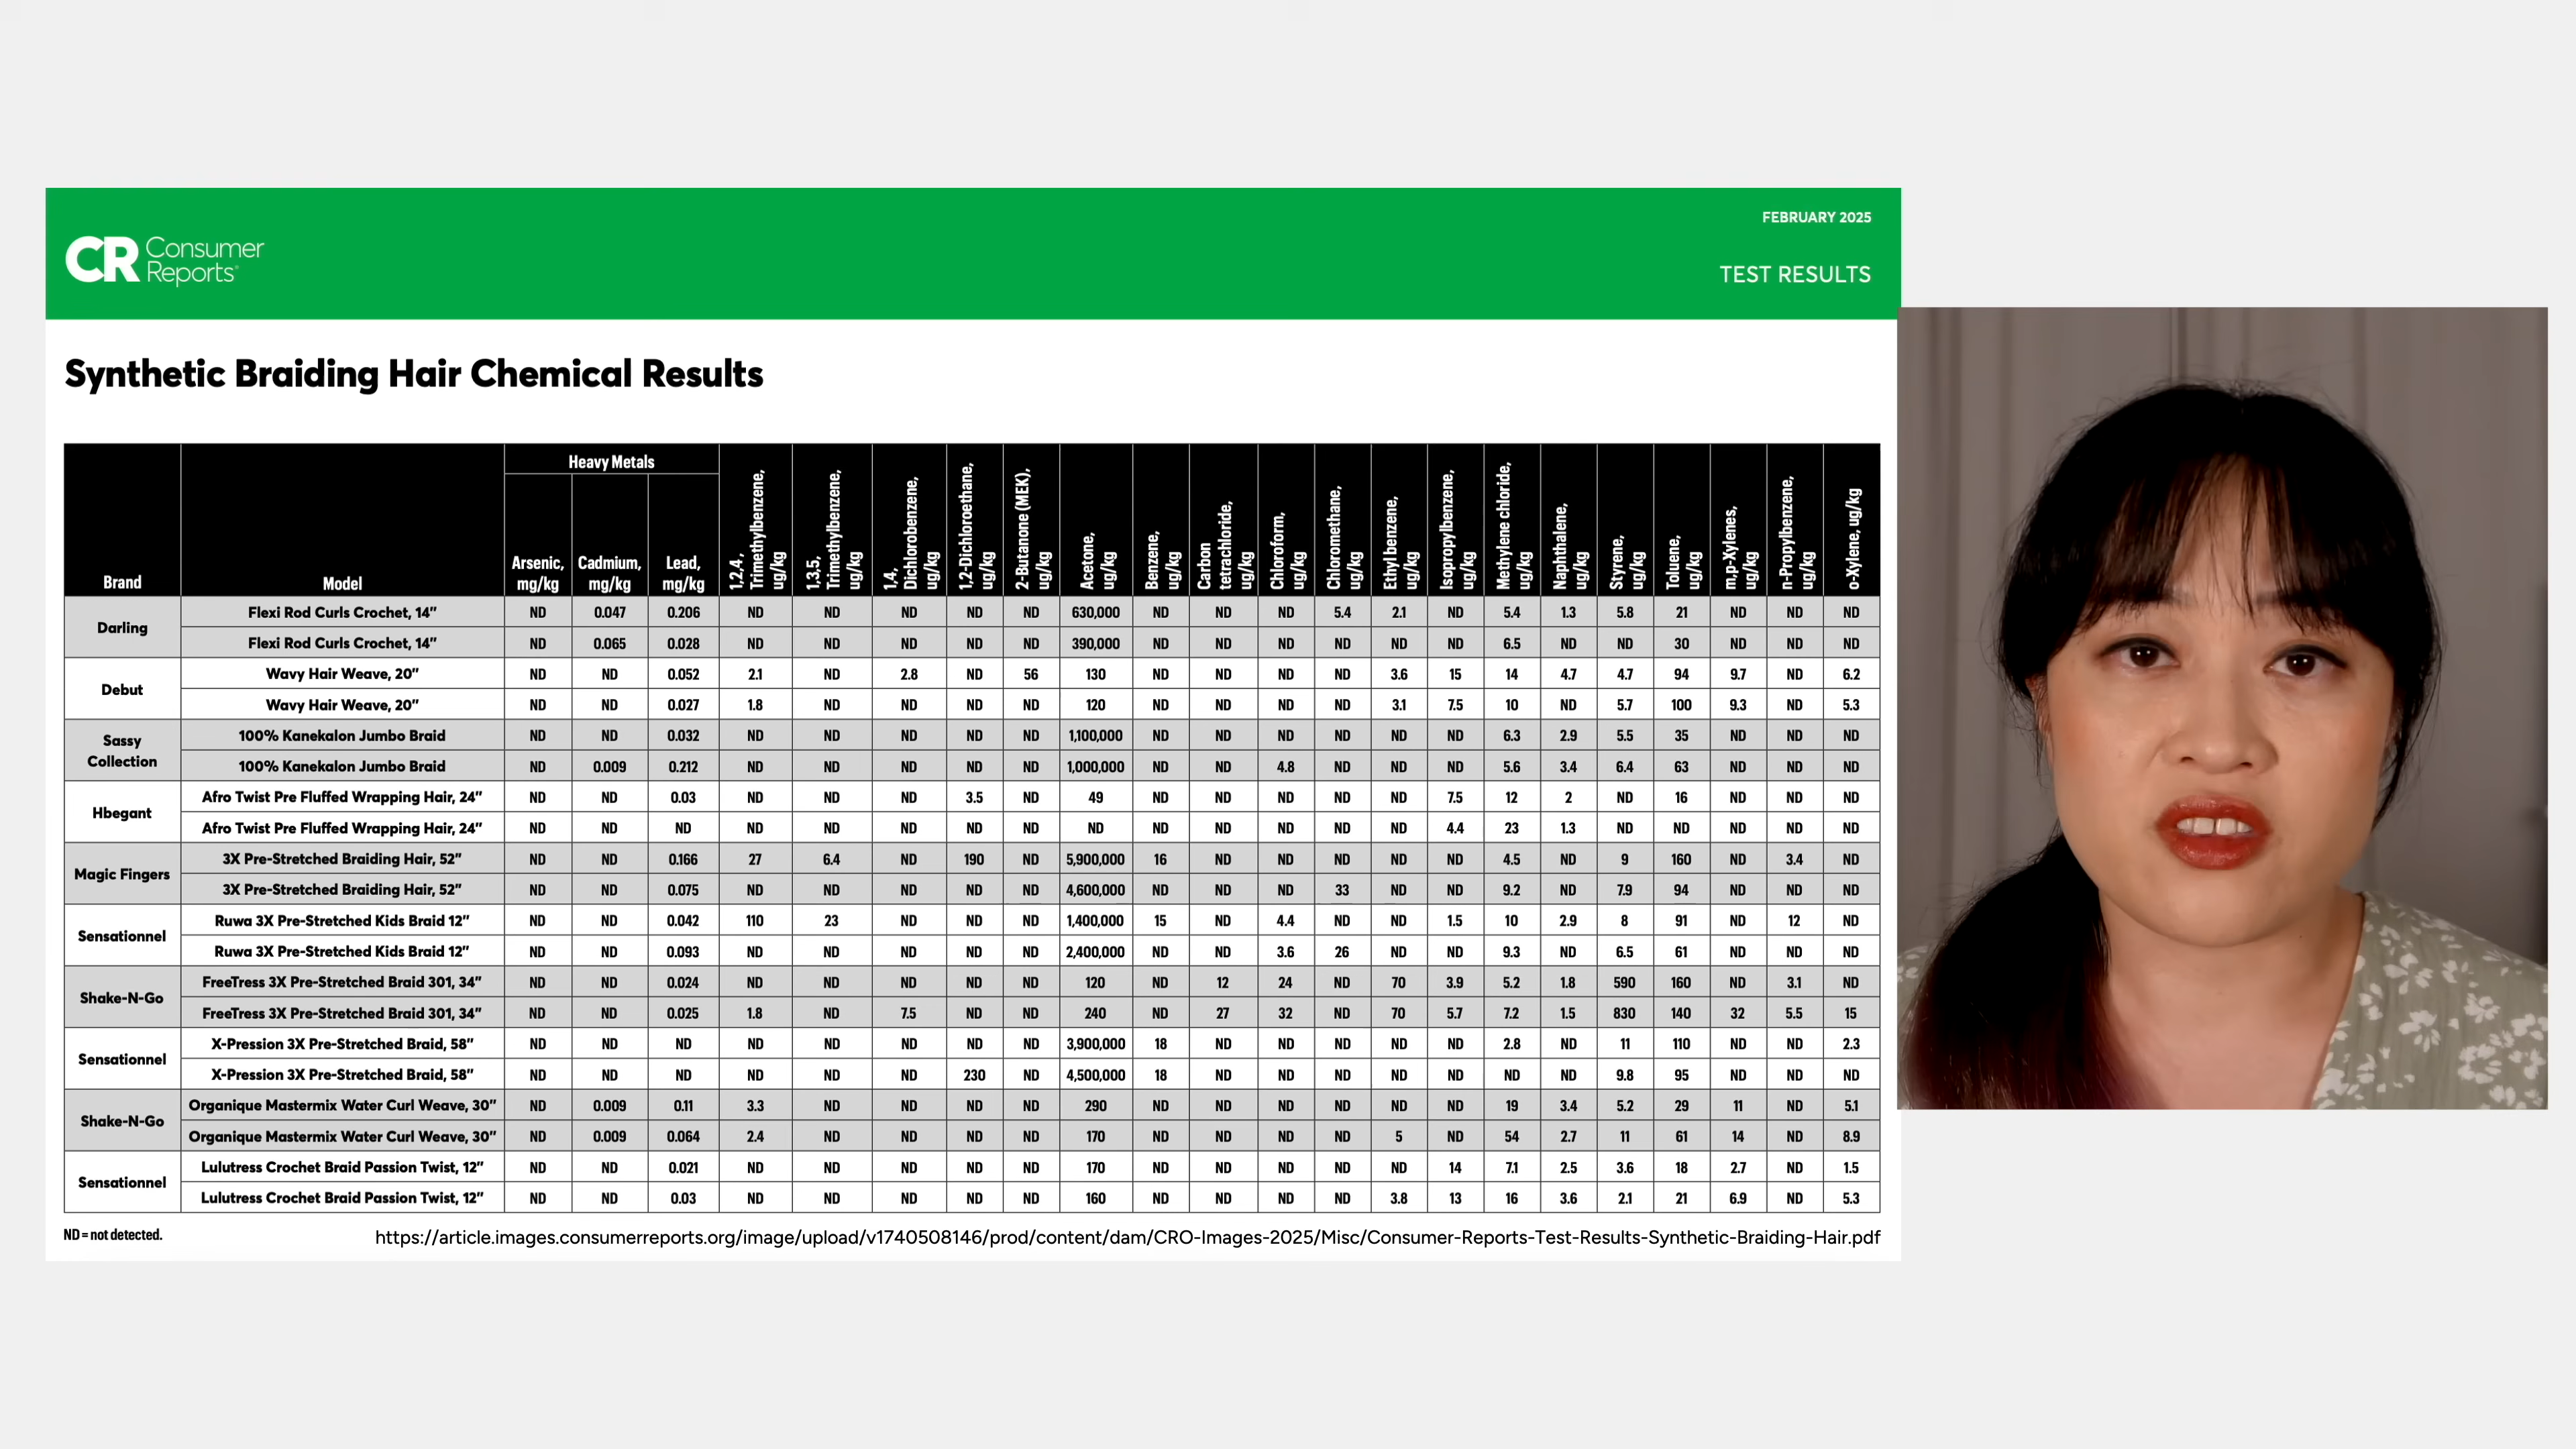 CR Consumer Reports
FEBRUARY 2025
TEST RESULTS
Synthetic Braiding Hair Chemical Results
Brand Model Heavy Metals Arsenic, mg/kg Cadmium, mg/kg Lead, mg/kg 1,2,4, Trimethylbenzene, ug/kg 1,3,5, Trimethylbenzene, ug/kg 1,4, Dichlorobenzene, ug/kg 1,2-Dichloroethane, ug/kg 2-Butanone (MEK), ug/kg Acetone, ug/kg Benzene, ug/kg Carbon tetrachloride, ug/kg Chloroform, ug/kg Chloromethane, ug/kg Ethyl benzene, ug/kg Isopropylbenzene, ug/kg Methylene chloride, ug/kg Naphthalene, ug/kg Styrene, ug/kg Toluene, ug/kg m,p-Xylenes, ug/kg n-Propylbenzene, ug/kg o-Xylene, ug/kg
Darling Flexi Rod Curls Crochet, 14" ND 0.047 0.206 ND ND ND ND ND 630,000 ND ND ND 5.4 2.1 ND 5.4 1.3 5.8 21 ND ND ND
Flexi Rod Curls Crochet, 14" ND 0.065 0.028 ND ND ND ND ND 390,000 ND ND ND ND ND ND 6.5 ND ND 30 ND ND ND
Debut Wavy Hair Weave, 20" ND ND 0.052 2.1 ND 2.8 ND 56 130 ND ND ND ND 3.6 15 14 4.7 4.7 94 9.7 ND 6.2
Wavy Hair Weave, 20" ND ND 0.027 1.8 ND ND ND ND 120 ND ND ND ND 3.1 7.5 10 ND 5.7 100 9.3 ND 5.3
Sassy Collection 100% Kanekalon Jumbo Braid ND ND 0.032 ND ND ND ND ND 1,100,000 ND ND ND ND ND ND 6.3 2.9 5.5 35 ND ND ND
100% Kanekalon Jumbo Braid ND 0.009 0.212 ND ND ND ND ND 1,000,000 ND ND 4.8 ND ND ND 5.6 3.4 6.4 63 ND ND ND
Hbegant Afro Twist Pre Fluffed Wrapping Hair, 24" ND ND 0.03 ND ND ND 3.5 ND 49 ND ND ND ND ND 7.5 12 2 ND 16 ND ND ND
Afro Twist Pre Fluffed Wrapping Hair, 24" ND ND ND ND ND ND ND ND ND ND ND ND ND ND 4.4 23 1.3 ND ND ND ND ND
Magic Fingers 3X Pre-Stretched Braiding Hair, 52" ND ND 0.166 27 6.4 ND 190 ND 5,900,000 16 ND ND ND ND ND 4.5 ND 9 160 ND 3.4 ND
3X Pre-Stretched Braiding Hair, 52" ND ND 0.075 ND ND ND ND ND 4,600,000 ND ND ND 33 ND ND 9.2 ND 7.9 94 ND ND ND
Sensationnel Ruwa 3X Pre-Stretched Kids Braid 12" ND ND 0.042 110 23 ND ND ND 1,400,000 15 ND 4.4 ND ND 1.5 10 2.9 8 91 ND 12 ND
Ruwa 3X Pre-Stretched Kids Braid 12" ND ND 0.093 ND ND ND ND ND 2,400,000 ND ND 3.6 26 ND ND 9.3 ND 6.5 61 ND ND ND
Shake-N-Go FreeTress 3X Pre-Stretched Braid 301, 34" ND ND 0.024 ND ND ND ND ND 120 ND 12 24 ND 70 3.9 5.2 1.8 590 160 ND 3.1 ND
FreeTress 3X Pre-Stretched Braid 301, 34" ND ND 0.025 1.8 ND 7.5 ND ND 240 ND 27 32 ND 70 5.7 7.2 1.5 830 140 32 5.5 15
Sensationnel X-Pression 3X Pre-Stretched Braid, 58" ND ND ND ND ND ND ND ND 3,900,000 18 ND ND ND ND ND 2.8 ND 11 110 ND ND 2.3
X-Pression 3X Pre-Stretched Braid, 58" ND ND ND ND ND ND 230 ND 4,500,000 18 ND ND ND ND ND ND ND 9.8 95 ND ND ND
Shake-N-Go Organique Mastermix Water Curl Weave, 30" ND 0.009 0.11 3.3 ND ND ND ND 290 ND ND ND ND ND ND 19 3.4 5.2 29 11 ND 5.1
Organique Mastermix Water Curl Weave, 30" ND 0.009 0.064 2.4 ND ND ND ND 170 ND ND ND ND 5 ND 54 2.7 11 61 14 ND 8.9
Sensationnel Lulutress Crochet Braid Passion Twist, 12" ND ND 0.021 ND ND ND ND ND 170 ND ND ND ND ND 14 7.1 2.5 3.6 18 2.7 ND 1.5
Lulutress Crochet Braid Passion Twist, 12" ND ND 0.03 ND ND ND ND ND 160 ND ND ND ND 3.8 13 16 3.6 2.1 21 6.9 ND 5.3
ND = not detected.
https://article.images.consumerreports.org/image/upload/v1740508146/prod/content/dam/CRO-Images-2025/Misc/Consumer-Reports-Test-Results-Synthetic-Braiding-Hair.pdf